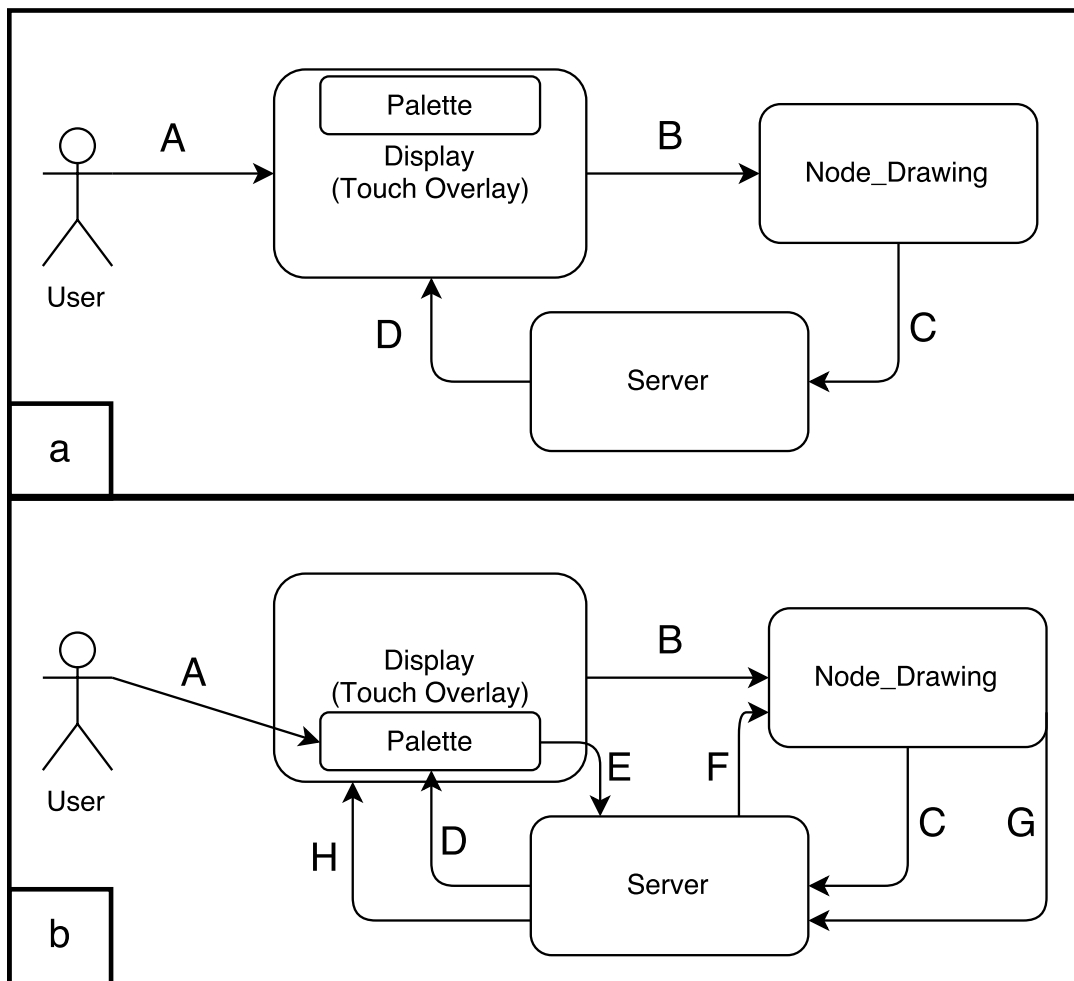 Palette
A
B
Display
(Touch Overlay)
Node_Drawing
User
D
C
Server
a
A
B
Display
(Touch Overlay)
Node_Drawing
Palette
E
F
User
H
D
C
G
Server
b